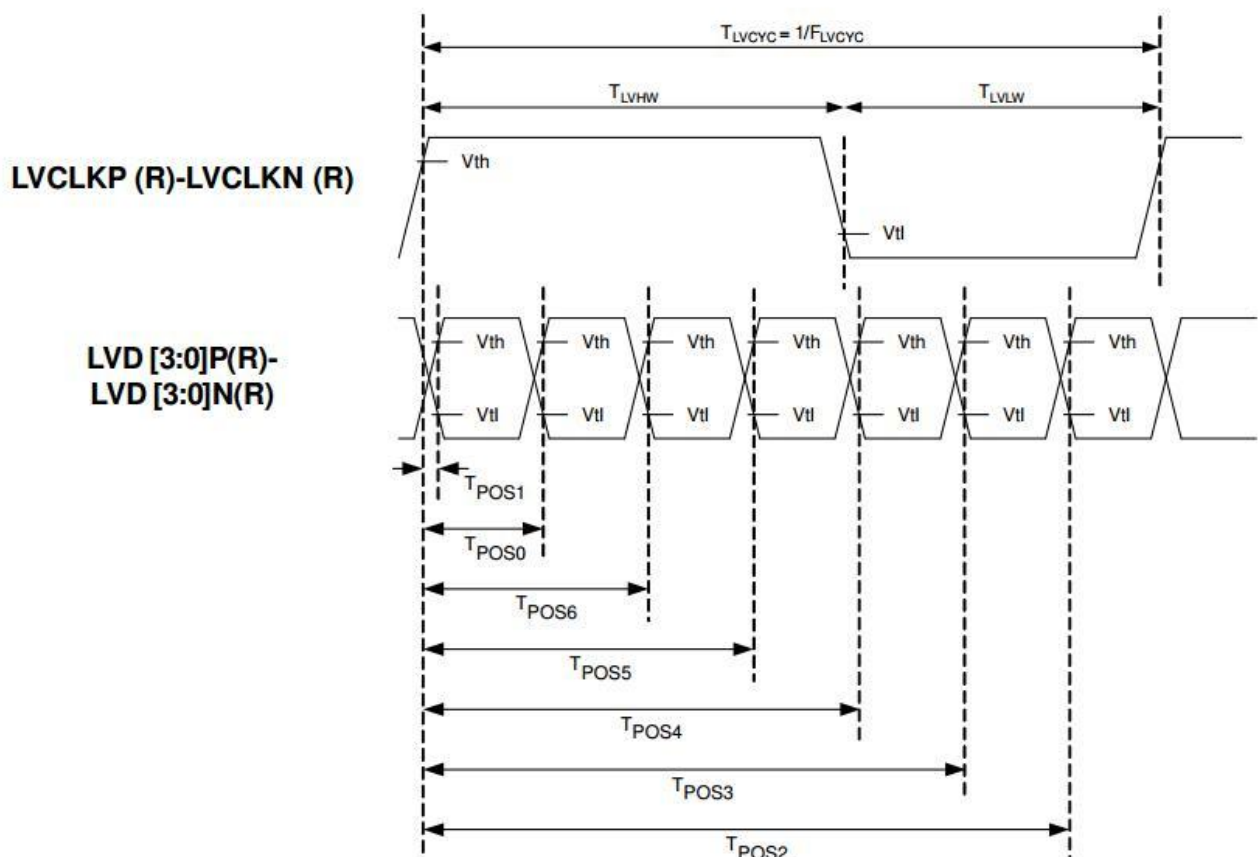 TLVCYC = 1/FLVCYC
TLVHW
TLVLW
LVCLKP (R)-LVCLKN (R)
Vth
Vtl
LVD [3:0]P(R)-
LVD [3:0]N(R)
Vth Vth Vth Vth Vth Vth Vth
Vtl Vtl Vtl Vtl Vtl Vtl Vtl
TPOS1
TPOS0
TPOS6
TPOS5
TPOS4
TPOS3
TPOS2